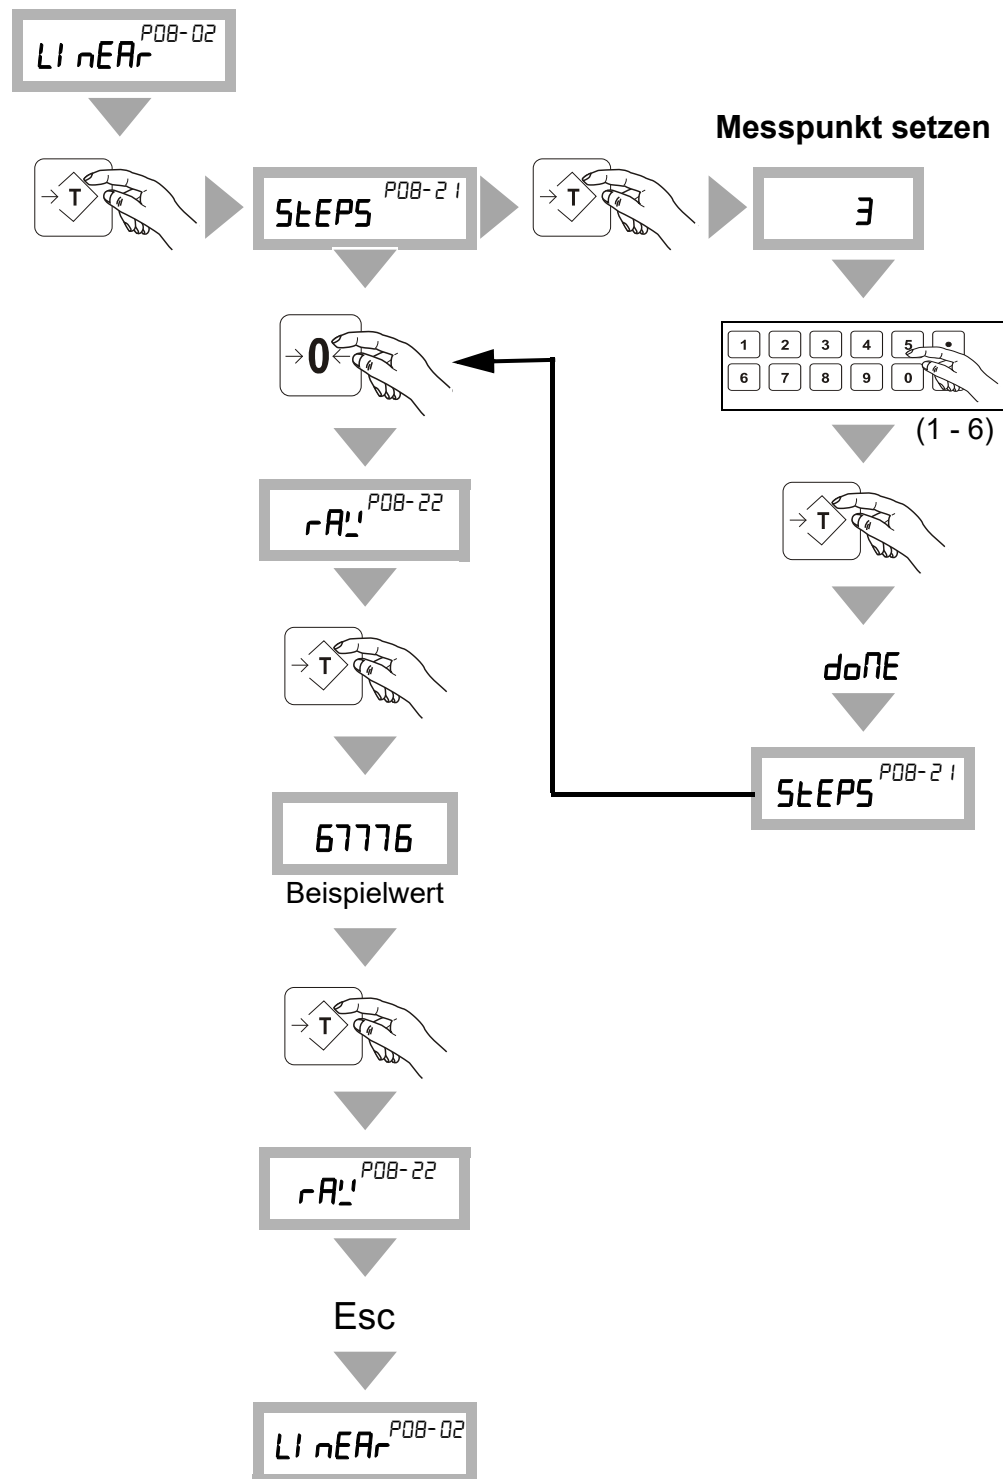 LInEAr P08-02
Messpunkt setzen
→T
StEPS P08-21
→T
3
→0←
1 2 3 4 5 •
6 7 8 9 0
(1 - 6)
rAW P08-22
→T
→T
doNE
67776
Beispielwert
StEPS P08-21
→T
rAW P08-22
Esc
LInEAr P08-02